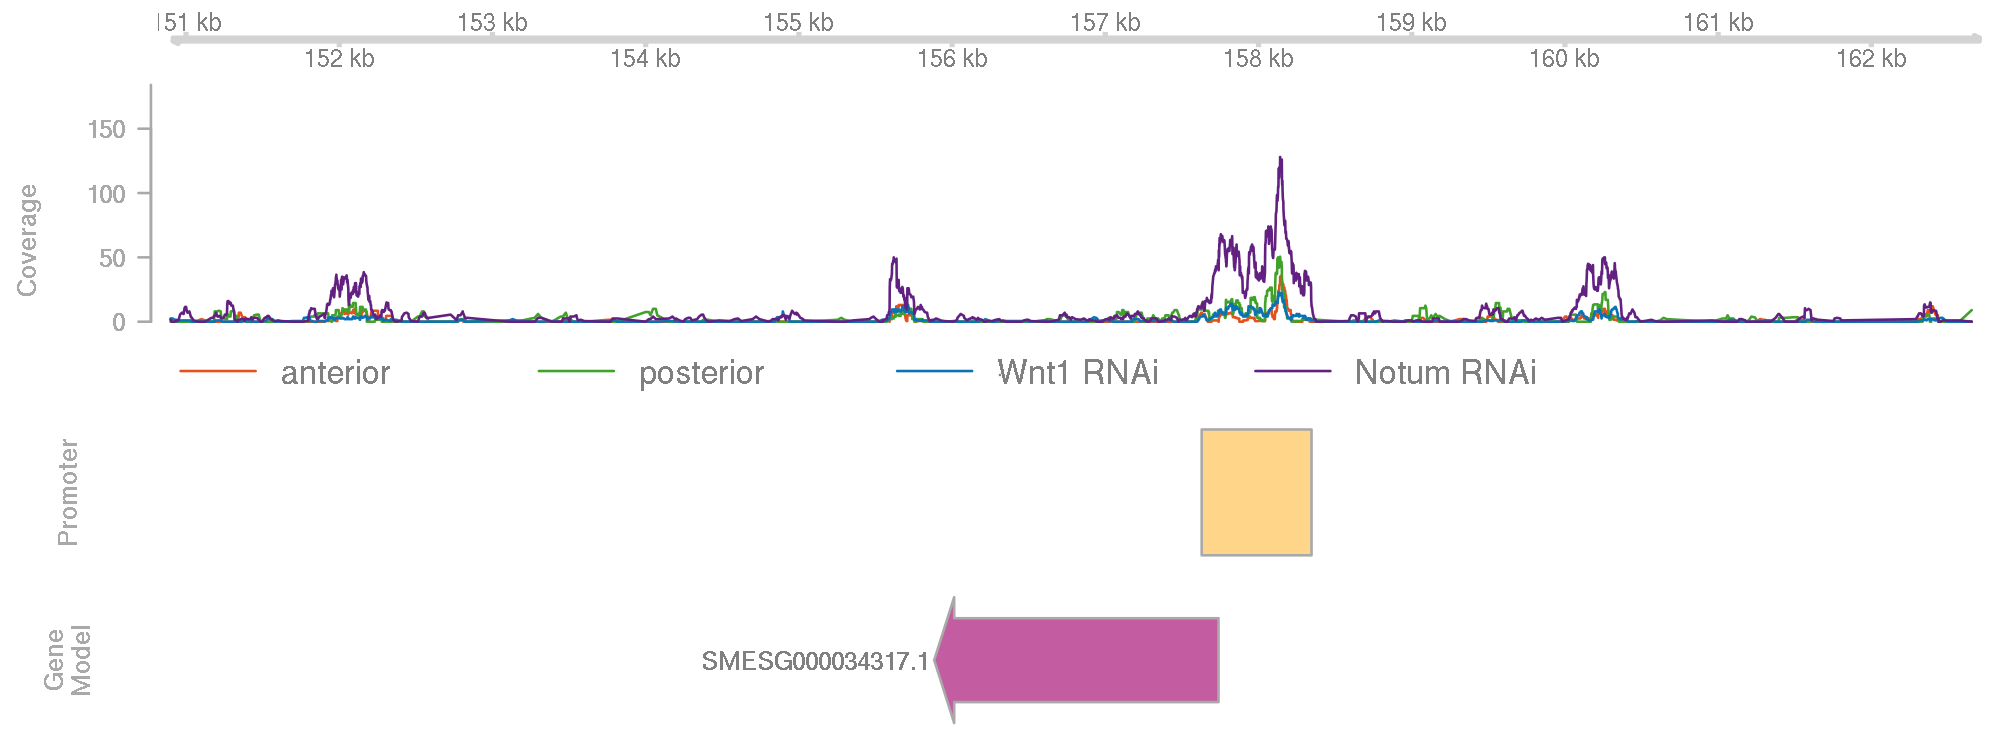 151 kb 153 kb 155 kb 157 kb 159 kb 161 kb
152 kb 154 kb 156 kb 158 kb 160 kb 162 kb
Coverage
150
100
50
0
anterior posterior Wnt1 RNAi Notum RNAi
Promoter
Gene
Model
SMESG000034317.1